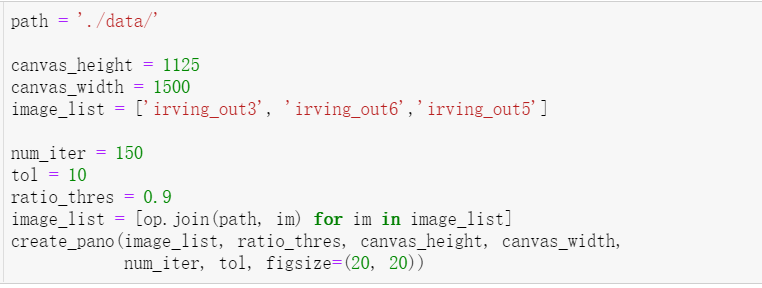 path = './data/'
canvas_height = 1125
canvas_width = 1500
image_list = ['irving_out3', 'irving_out6','irving_out5']
num_iter = 150
tol = 10
ratio_thres = 0.9
image_list = [op.join(path, im) for im in image_list]
create_pano(image_list, ratio_thres, canvas_height, canvas_width,
            num_iter, tol, figsize=(20, 20))